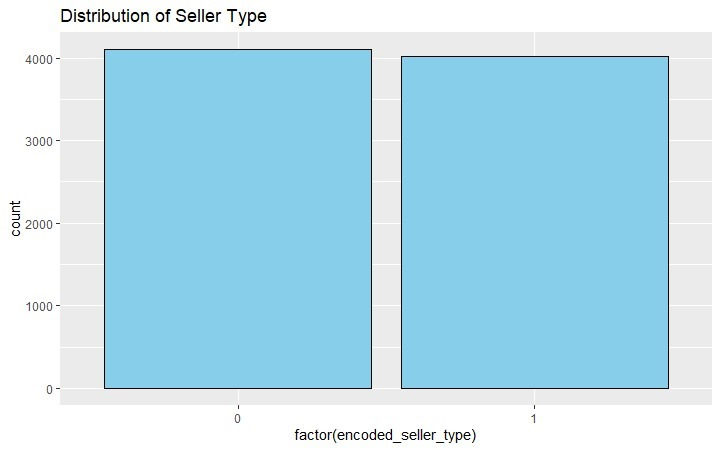 Distribution of Seller Type
4000
3000
2000
1000
0
count
0 1
factor(encoded_seller_type)